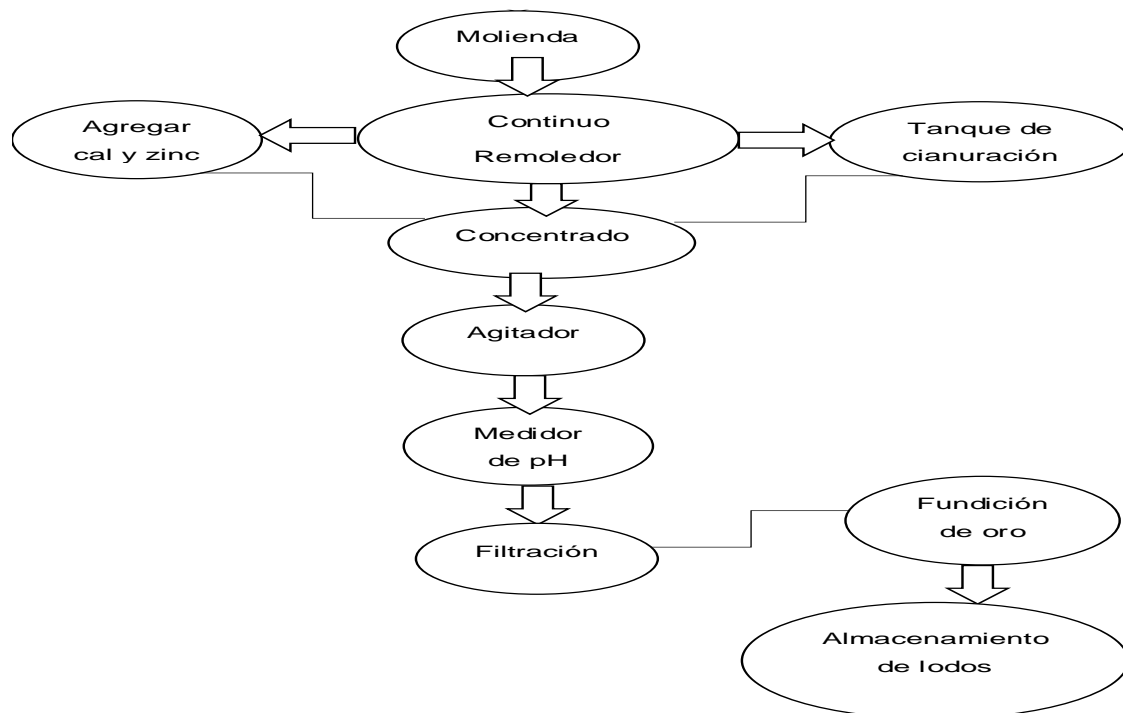 Molienda
Agregar
cal y zinc
Continuo
Remoledor
Tanque de
cianuración
Concentrado
Agitador
Medidor
de pH
Filtración
Fundición
de oro
Almacenamiento
de lodos